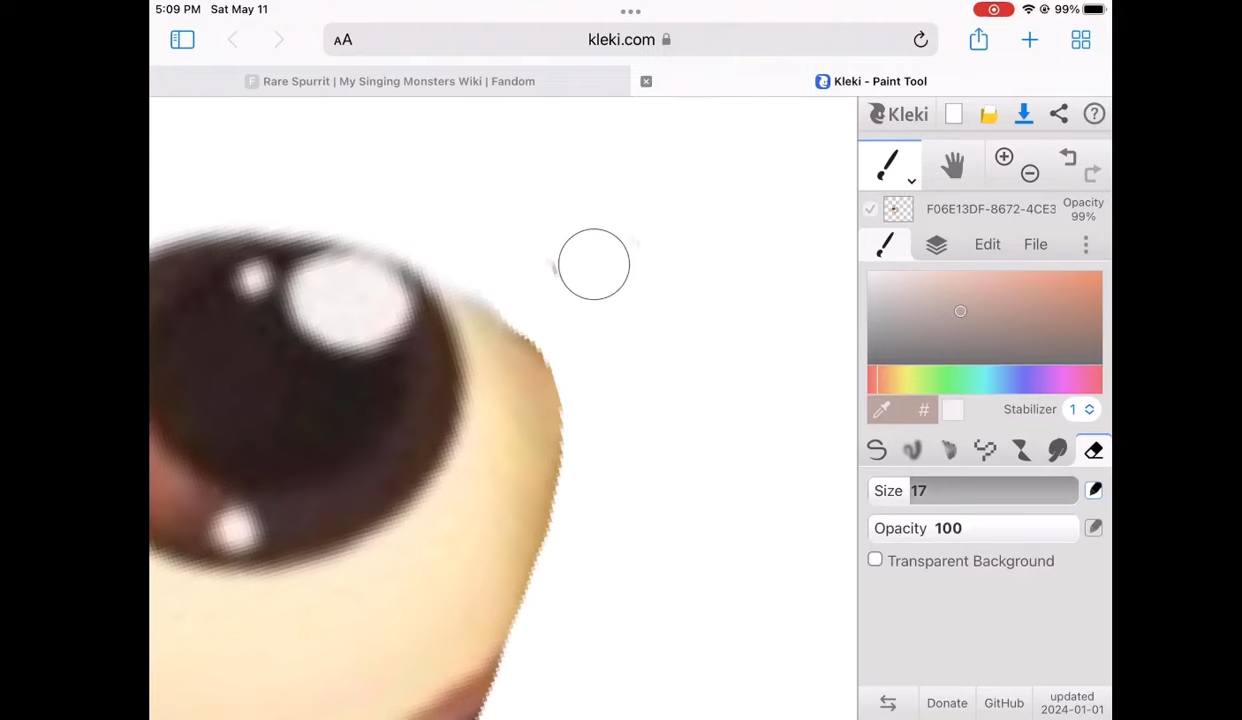 5:09 PM Sat May 11
99%
AA kleki.com
F Rare Spurrit | My Singing Monsters Wiki | Fandom
Kleki - Paint Tool
Kleki
?
F06E13DF-8672-4CE3
Opacity
99%
Edit File
#
Stabilizer 1
Size 17
Opacity 100
Transparent Background
Donate GitHub
updated
2024-01-01